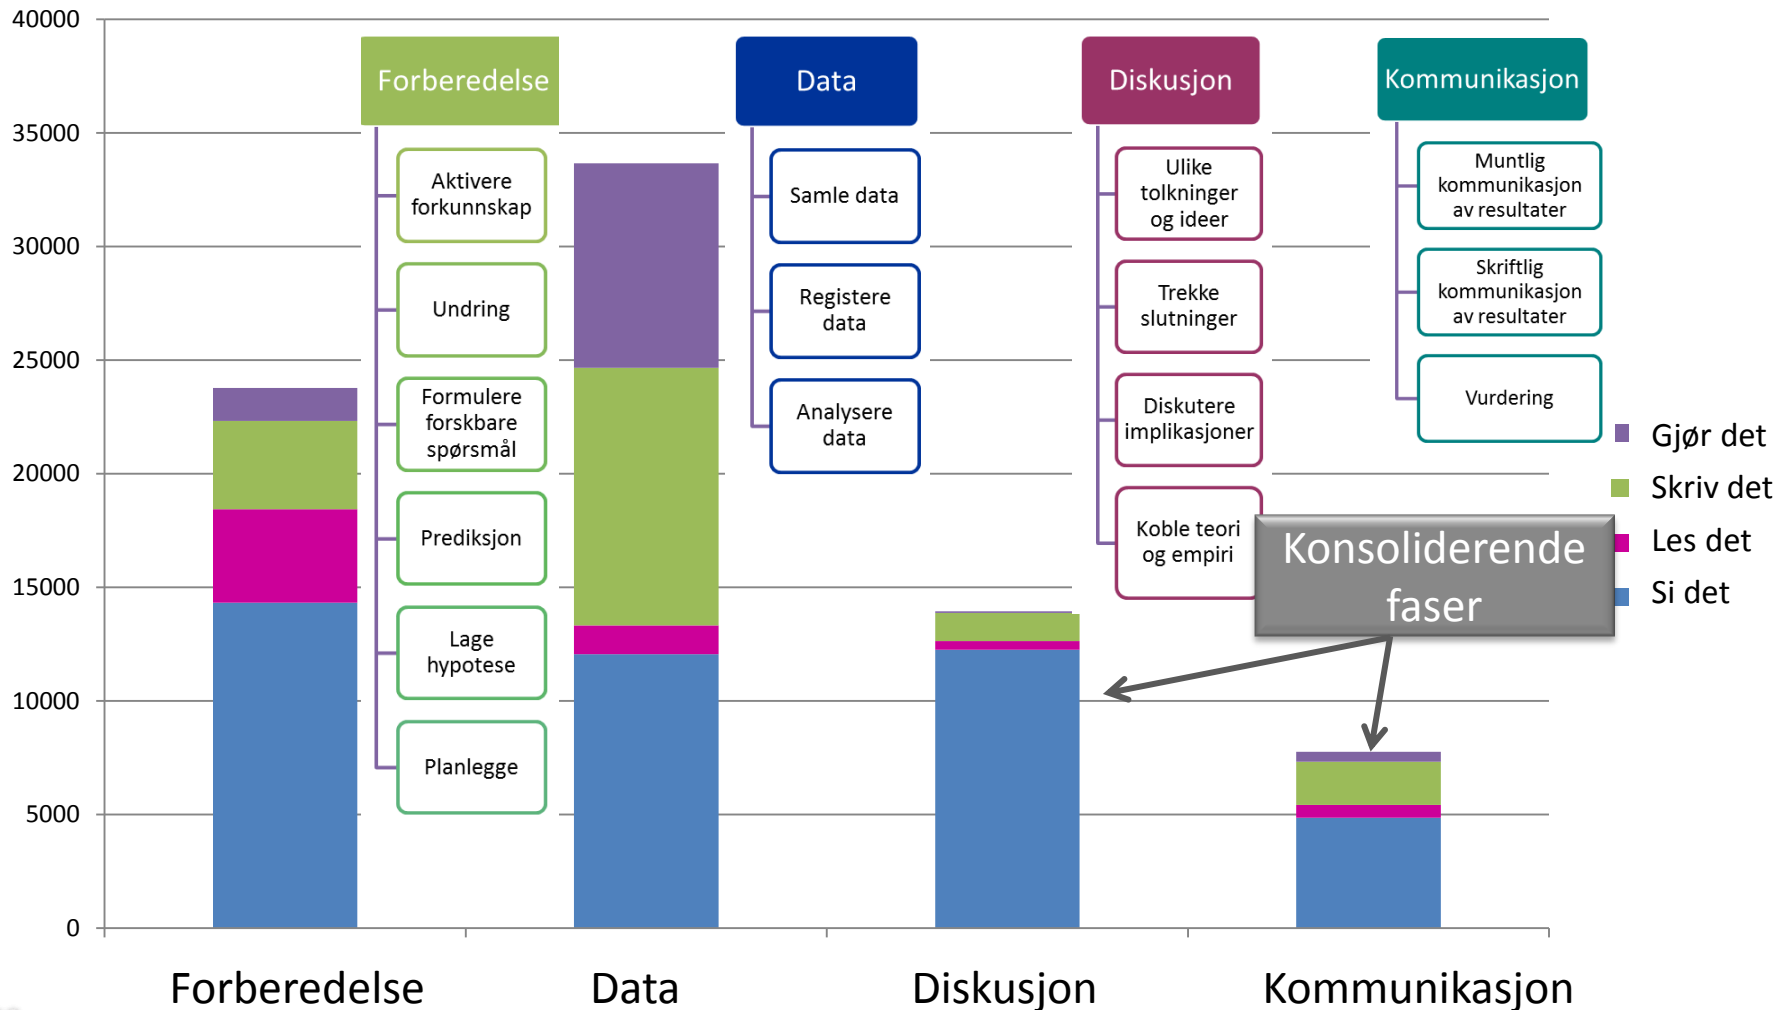 40000
35000
30000
25000
20000
15000
10000
5000
0
Forberedelse
Aktivere
forkunnskap
Undring
Formulere
forskbare
spørsmål
Prediksjon
Lage
hypotese
Planlegge
Data
Samle data
Registere
data
Analysere
data
Diskusjon
Ulike
tolkninger
og ideer
Trekke
slutninger
Diskutere
implikasjoner
Koble teori
og empiri
Kommunikasjon
Muntlig
kommunikasjon
av resultater
Skriftlig
kommunikasjon
av resultater
Vurdering
Gjør det
Skriv det
Les det
Si det
Konsoliderende
faser
Forberedelse
Data
Diskusjon
Kommunikasjon